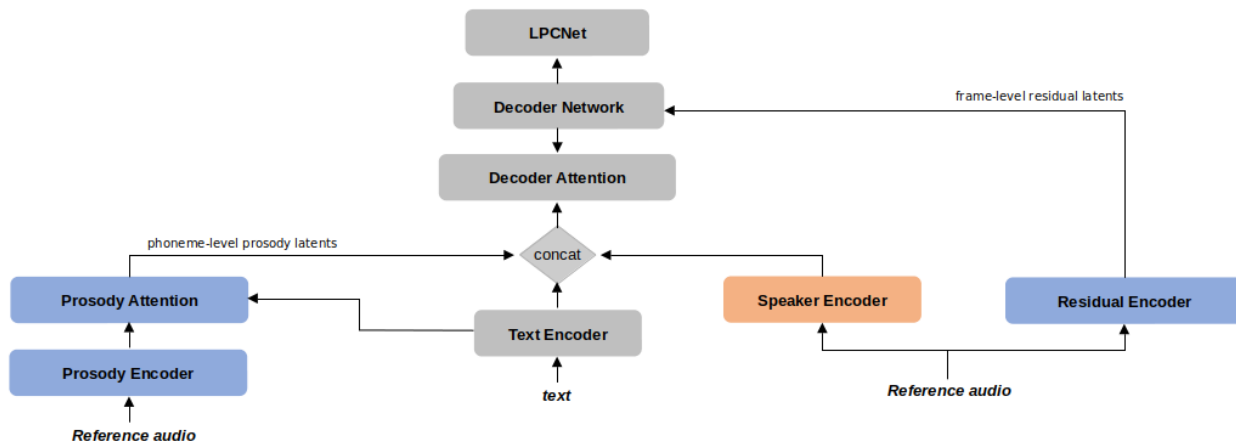 LPCNet
Decoder Network
frame-level residual latents
Decoder Attention
phoneme-level prosody latents
concat
Prosody Attention
Speaker Encoder
Residual Encoder
Text Encoder
Prosody Encoder
text
Reference audio
Reference audio